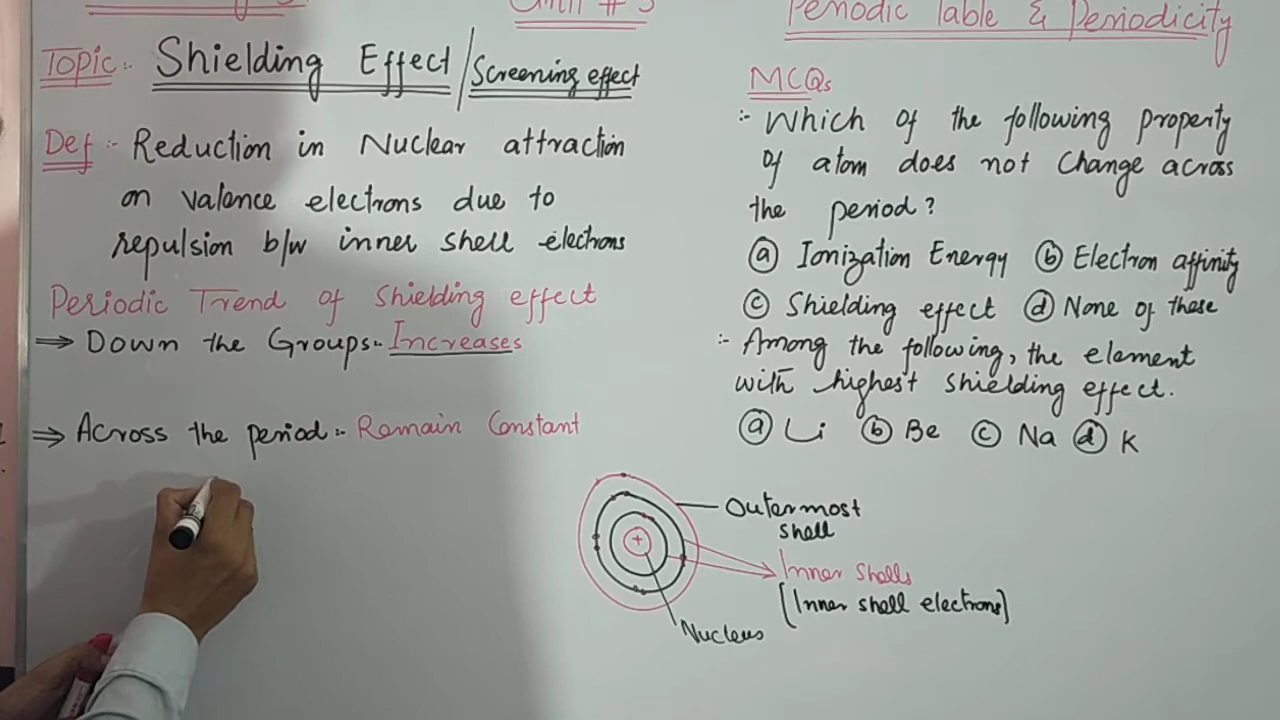 Unit # 3
Periodic Table & Periodicity
Topic:- Shielding Effect / Screening effect
Def:- Reduction in Nuclear attraction
on valance electrons due to
repulsion b/w inner shell electrons
Periodic Trend of Shielding effect
⇒ Down the Groups:- Increases
⇒ Across the period:- Remain Constant
MCQs
:- Which of the following property
of atom does not change across
the period?
(a) Ionization Energy (b) Electron affinity
(c) Shielding effect (d) None of these
:- Among the following, the element
with highest shielding effect.
(a) Li (b) Be (c) Na (d) K
+
Outermost
shell
Inner Shells
[Inner shell electrons]
Nucleus